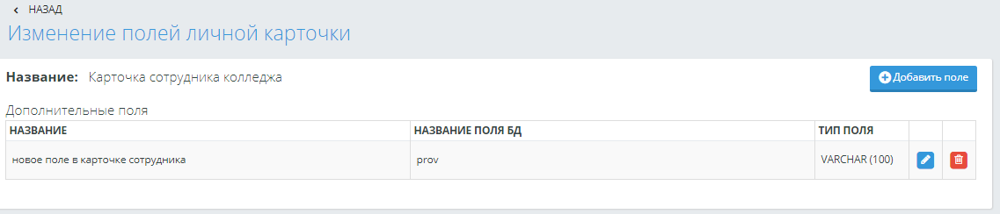 НАЗАД
Изменение полей личной карточки
Название: Карточка сотрудника колледжа
Добавить поле
Дополнительные поля
НАЗВАНИЕ НАЗВАНИЕ ПОЛЯ БД ТИП ПОЛЯ
новое поле в карточке сотрудника prov VARCHAR (100)